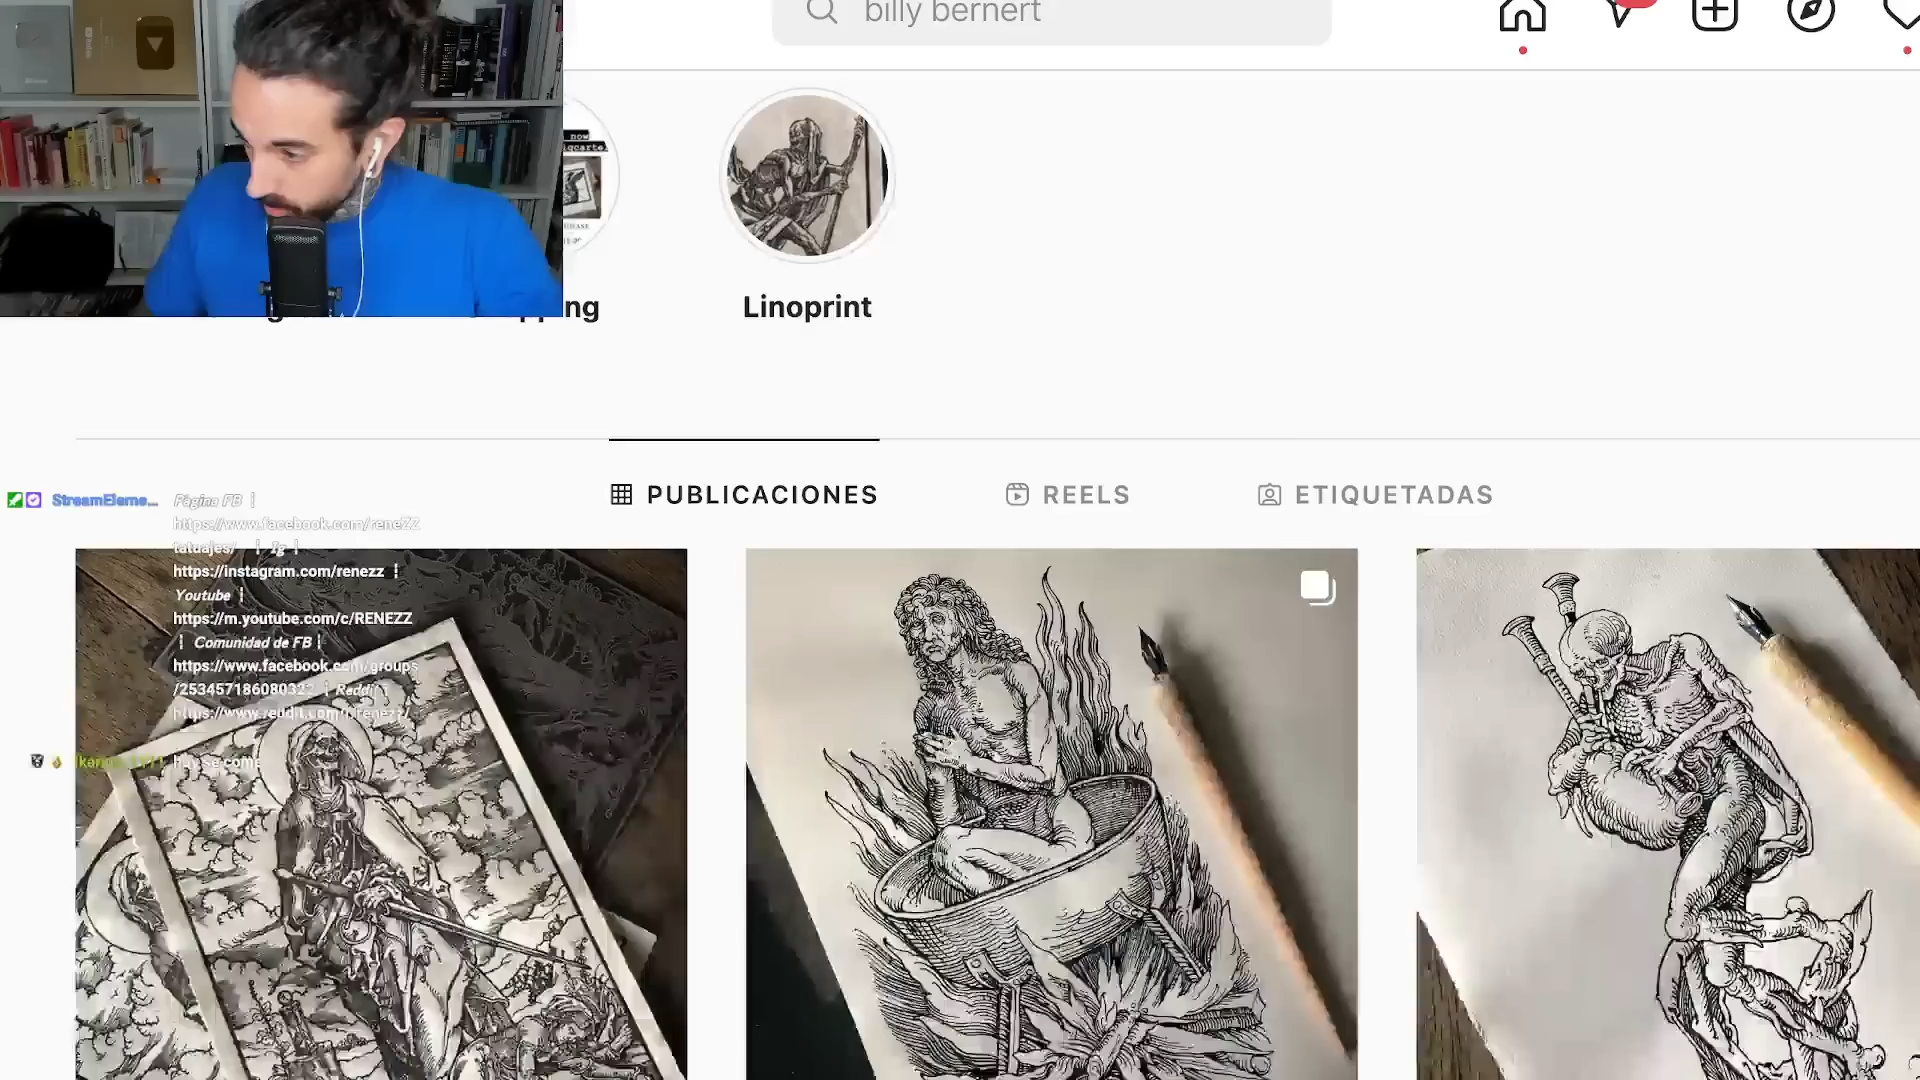 billy bernert
now
Linoprint
PUBLICACIONES
REELS
ETIQUETADAS
StreamEleme...
Página FB |
https://www.facebook.com/reneZZ
tatuajes/ | Ig |
https://instagram.com/renezz |
Youtube |
https://m.youtube.com/c/RENEZZ
| Comunidad de FB |
https://www.facebook.com/groups
/253457186080322 | Reddit |
https://www.reddit.com/r/renezz/